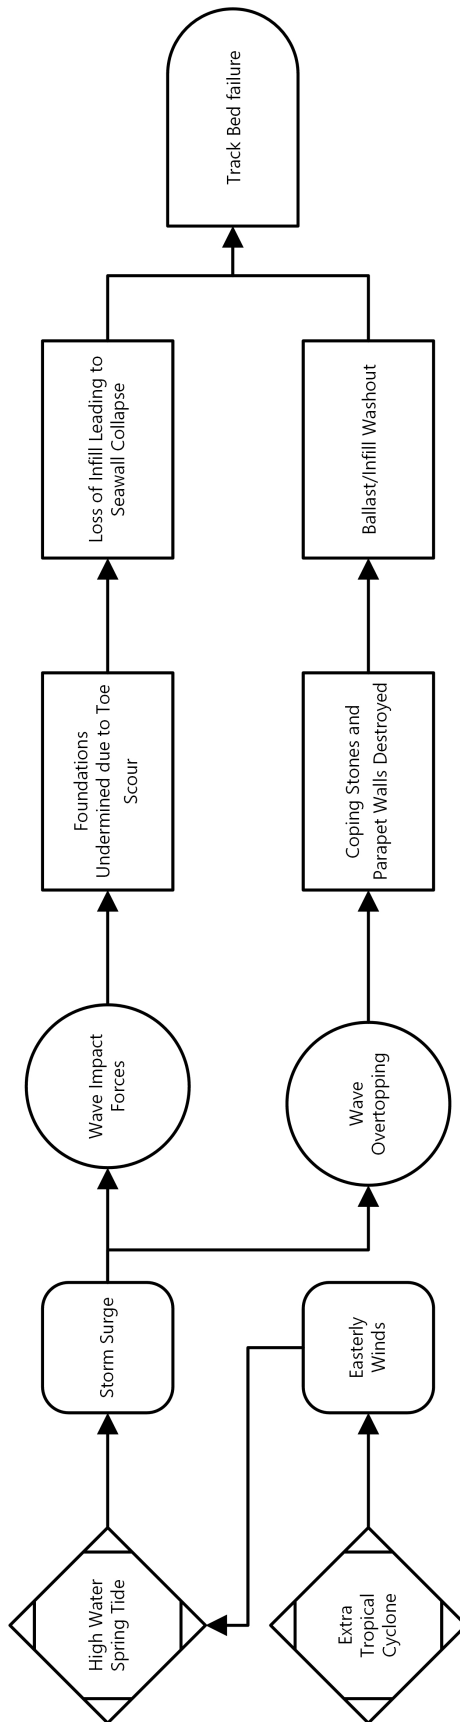 High Water
Spring Tide
Storm Surge
Wave Impact
Forces
Foundations
Undermined due to Toe
Scour
Loss of Infill Leading to
Seawall Collapse
Track Bed failure
Extra
Tropical
Cyclone
Easterly
Winds
Wave
Overtopping
Coping Stones and
Parapet Walls Destroyed
Ballast/Infill Washout